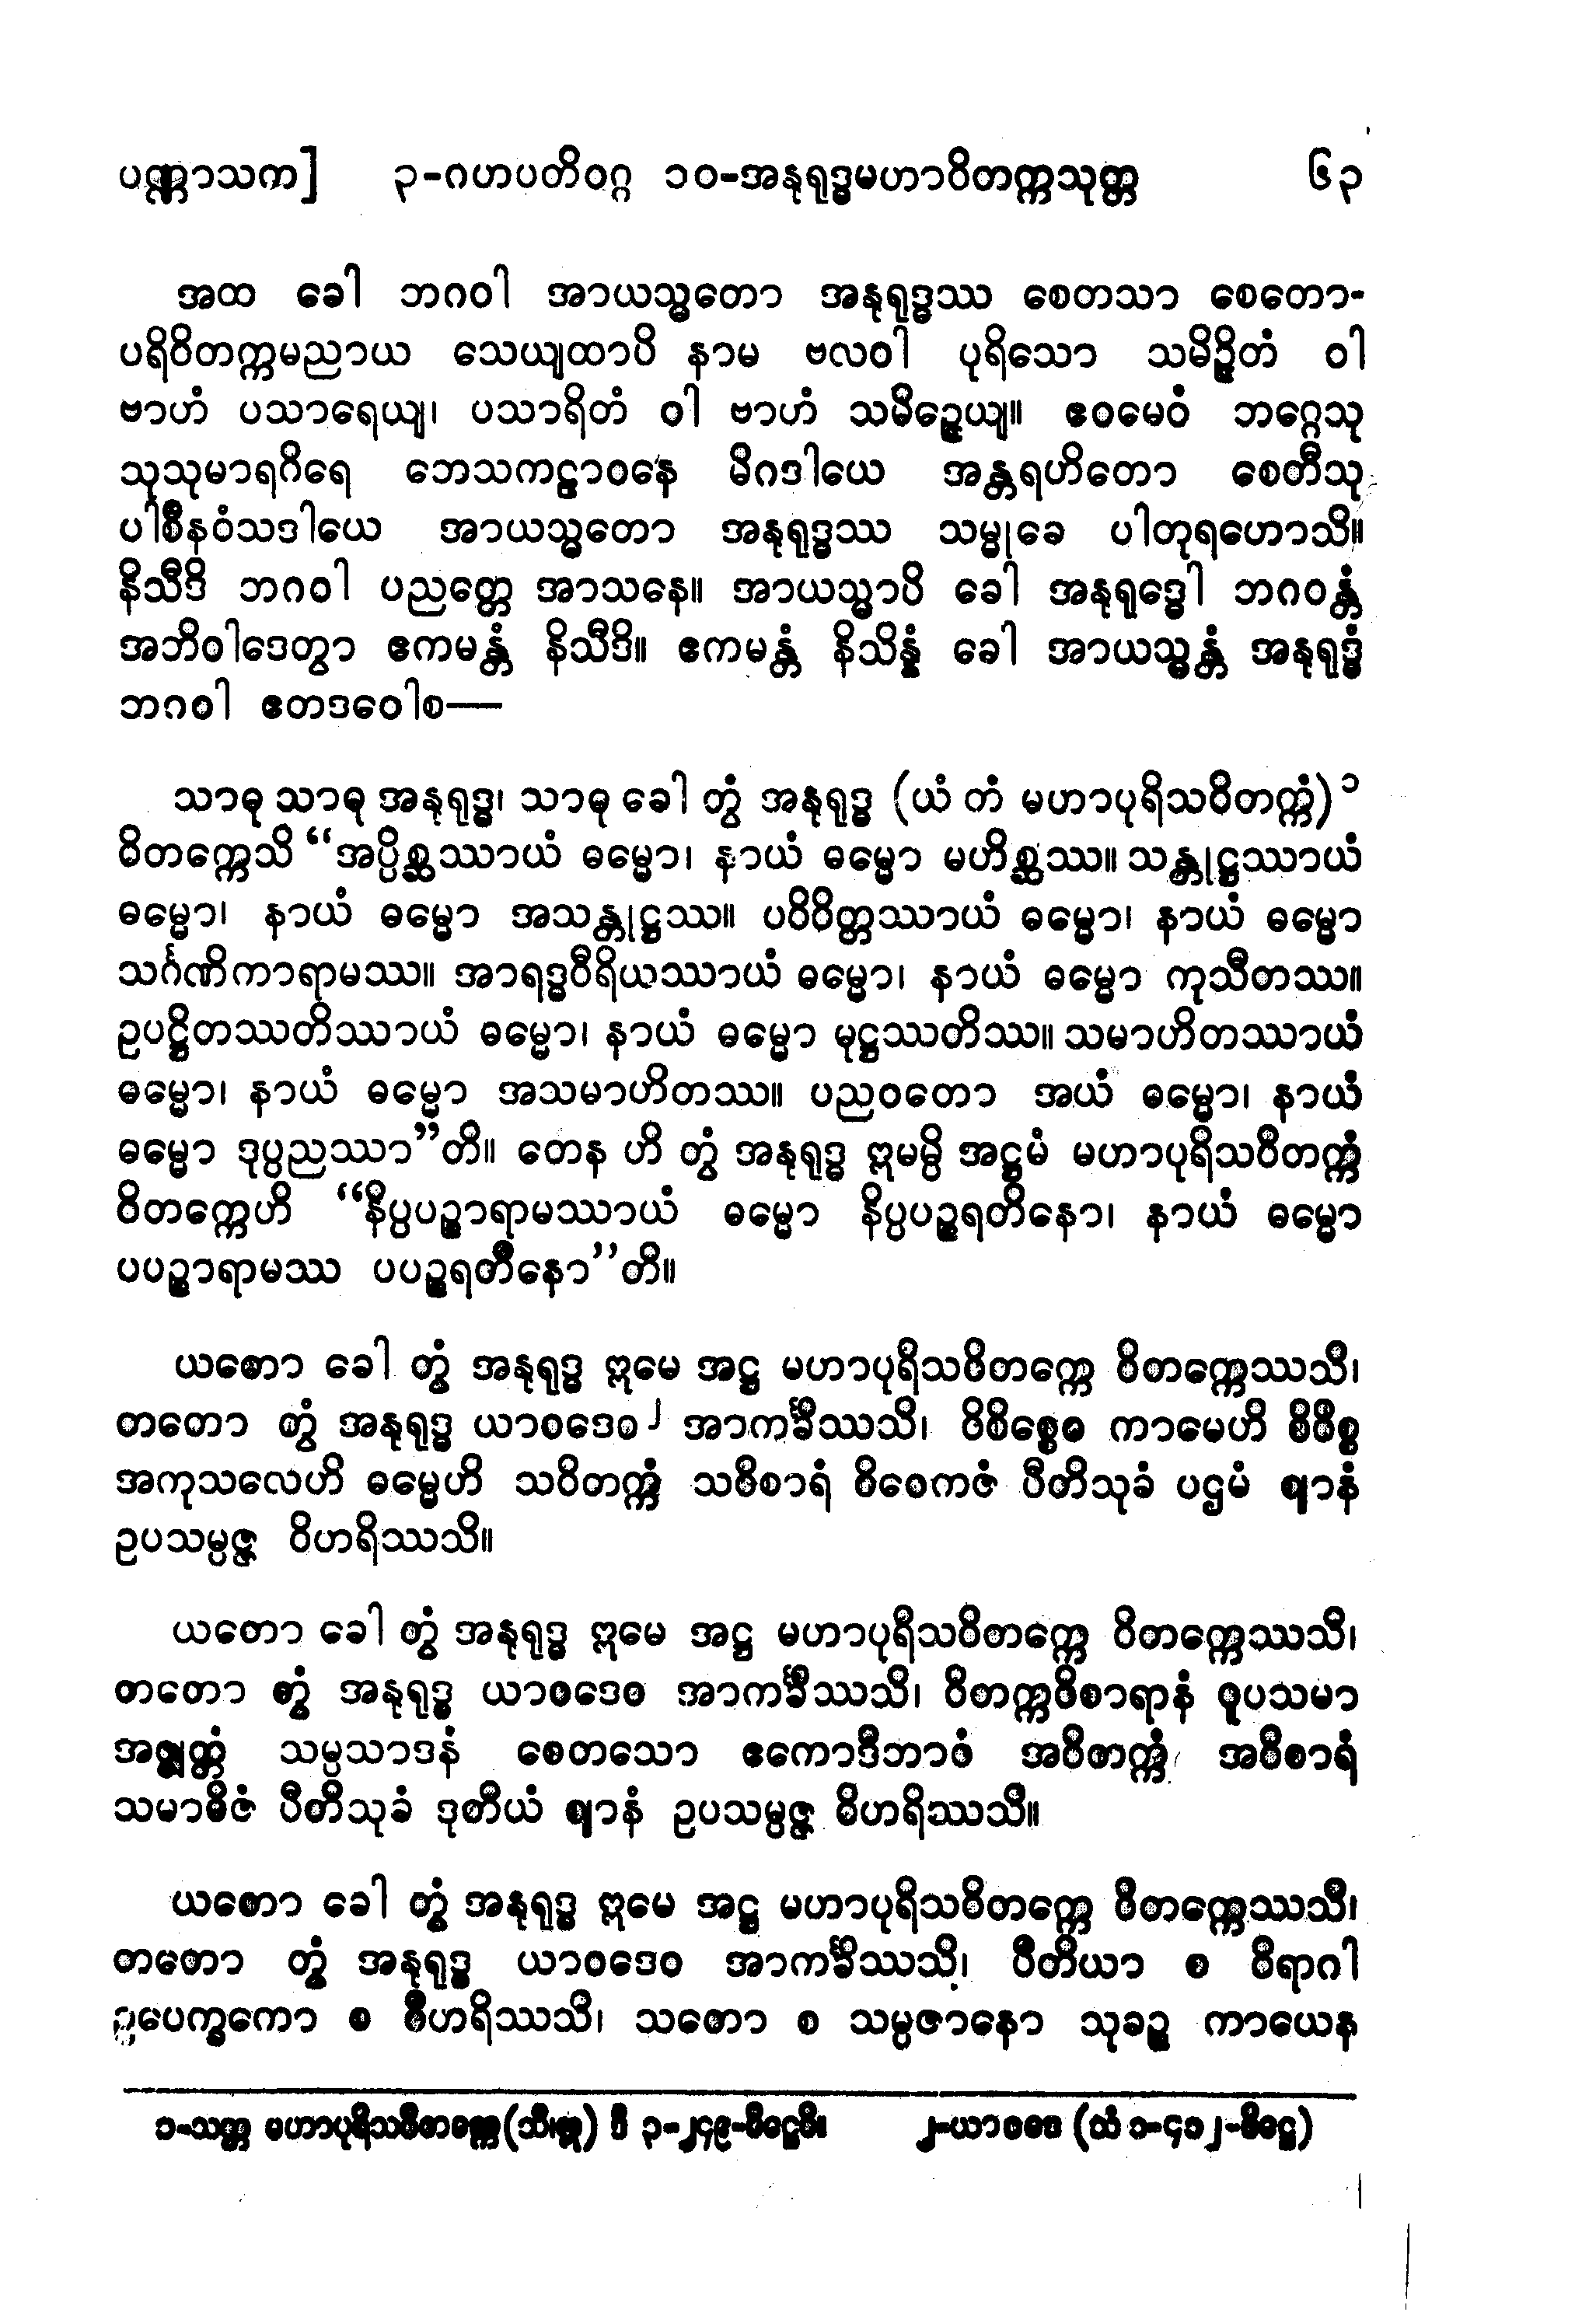 ပဏ္ဏာသက] ၃-ဂဟပတိဝဂ္ဂ ၁၀-အနုရုဒ္ဓမဟာဝိတက္ကသုတ္တ ၆၃
အထ ခေါ ဘဂဝါ အာယသ္မတော အနုရုဒ္ဓဿ စေတသာ စေတော-
ပရိဝိတက္ကမညာယ သေယျထာပိ နာမ ဗလဝါ ပုရိသော သမိဉ္ဇိတံ ဝါ
ဗာဟံ ပသာရေယျ၊ ပသာရိတံ ဝါ ဗာဟံ သမိဉ္ဇေယျ။ ဧဝမေဝံ ဘဂ္ဂေသု
သုသုမာရဂိရေ ဘေသကဠာဝနေ မိဂဒါယေ အန္တရဟိတော စေတီသု
ပါစီနဝံသဒါယေ အာယသ္မတော အနုရုဒ္ဓဿ သမ္မုခေ ပါတုရဟောသိ။
နိသီဒိ ဘဂဝါ ပညတ္တေ အာသနေ။ အာယသ္မာပိ ခေါ အနုရုဒ္ဓေါ ဘဂဝန္တံ
အဘိဝါဒေတွာ ဧကမန္တံ နိသီဒိ။ ဧကမန္တံ နိသိန္နံ ခေါ အာယသ္မန္တံ အနုရုဒ္ဓံ
ဘဂဝါ ဧတဒဝေါစ—
သာဓု သာဓု အနုရုဒ္ဓ၊ သာဓု ခေါ တွံ အနုရုဒ္ဓ (ယံ တံ မဟာပုရိသဝိတက္ကံ)၁
ဝိတက္ကေသိ “အပ္ပိစ္ဆဿာယံ ဓမ္မော၊ နာယံ ဓမ္မော မဟိစ္ဆဿ။ သန္တုဋ္ဌဿာယံ
ဓမ္မော၊ နာယံ ဓမ္မော အသန္တုဋ္ဌဿ။ ပဝိဝိတ္တဿာယံ ဓမ္မော၊ နာယံ ဓမ္မော
သင်္ဂဏိကာရာမဿ။ အာရဒ္ဓဝီရိယဿာယံ ဓမ္မော၊ နာယံ ဓမ္မော ကုသီတဿ။
ဥပဋ္ဌိတဿတိဿာယံ ဓမ္မော၊ နာယံ ဓမ္မော မုဋ္ဌဿတိဿ။ သမာဟိတဿာယံ
ဓမ္မော၊ နာယံ ဓမ္မော အသမာဟိတဿ။ ပညဝတော အယံ ဓမ္မော၊ နာယံ
ဓမ္မော ဒုပ္ပညဿာ”တိ။ တေန ဟိ တွံ အနုရုဒ္ဓ ဣမမ္ပိ အဋ္ဌမံ မဟာပုရိသဝိတက္ကံ
ဝိတက္ကေဟိ “နိပ္ပပဉ္စာရာမဿာယံ ဓမ္မော နိပ္ပပဉ္စရတိနော၊ နာယံ ဓမ္မော
ပပဉ္စာရာမဿ ပပဉ္စရတိနော”တိ။
ယတော ခေါ တွံ အနုရုဒ္ဓ ဣမေ အဋ္ဌ မဟာပုရိသဝိတက္ကေ ဝိတက္ကေဿသိ၊
တတော တွံ အနုရုဒ္ဓ ယာဝဒေဝ၂ အာကင်္ခိဿသိ၊ ဝိဝိစ္စေဝ ကာမေဟိ ဝိဝိစ္စ
အကုသလေဟိ ဓမ္မေဟိ သဝိတက္ကံ သဝိစာရံ ဝိဝေကဇံ ပီတိသုခံ ပဌမံ ဈာနံ
ဥပသမ္ပဇ္ဇ ဝိဟရိဿသိ။
ယတော ခေါ တွံ အနုရုဒ္ဓ ဣမေ အဋ္ဌ မဟာပုရိသဝိတက္ကေ ဝိတက္ကေဿသိ၊
တတော တွံ အနုရုဒ္ဓ ယာဝဒေဝ အာကင်္ခိဿသိ၊ ဝိတက္ကဝိစာရာနံ ဝူပသမာ
အဇ္ဈတ္တံ သမ္ပသာဒနံ စေတသော ဧကောဒိဘာဝံ အဝိတက္ကံ အဝိစာရံ
သမာဓိဇံ ပီတိသုခံ ဒုတိယံ ဈာနံ ဥပသမ္ပဇ္ဇ ဝိဟရိဿသိ။
ယတော ခေါ တွံ အနုရုဒ္ဓ ဣမေ အဋ္ဌ မဟာပုရိသဝိတက္ကေ ဝိတက္ကေဿသိ၊
တတော တွံ အနုရုဒ္ဓ ယာဝဒေဝ အာကင်္ခိဿသိ၊ ပီတိယာ စ ဝိရာဂါ
ဥပေက္ခကော စ ဝိဟရိဿသိ၊ သတော စ သမ္ပဇာနော သုခဉ္စ ကာယေန
၁-သတ္တ မဟာပုရိသဝိတက္ကေ (သီ၊ဣ) ဒီ ၃-၂၄၉-ပိဋ္ဌေပိ။ ၂-ယာဝဒေ (သံ ၁-၄၁၂-ပိဋ္ဌေ)